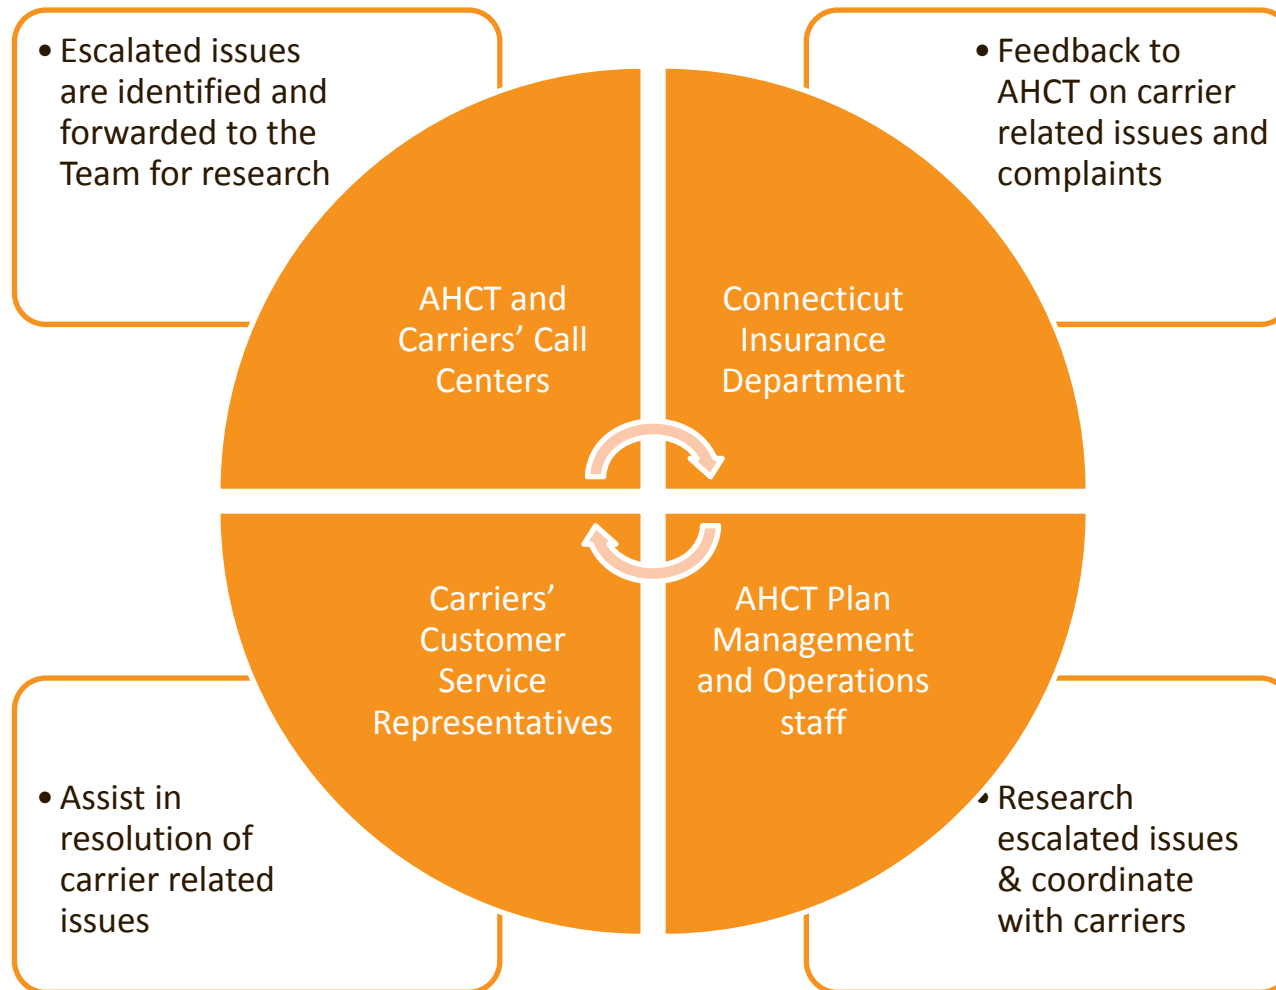 • Escalated issues
are identified and
forwarded to the
Team for research
• Feedback to
AHCT on carrier
related issues and
complaints
AHCT and
Carriers’ Call
Centers
Connecticut
Insurance
Department
Carriers’
Customer
Service
Representatives
AHCT Plan
Management
and Operations
staff
• Assist in
resolution of
carrier related
issues
• Research
escalated issues
& coordinate
with carriers